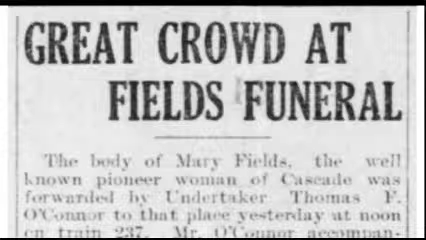 GREAT CROWD AT
FIELDS FUNERAL
The body of Mary Fields, the well
known pioneer woman of Cascade was
forwarded by Undertaker Thomas F.
O'Connor to that place yesterday at noon
on train 237. Mr. O'Connor accompan-